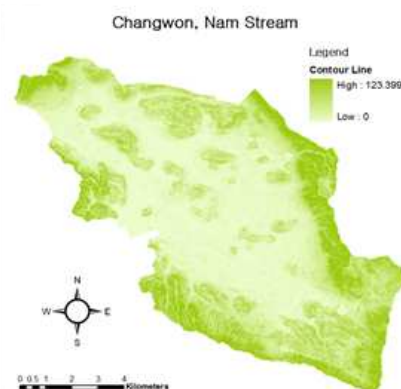 Changwon, Nam Stream
Legend
Contour Line
High : 123.399
Low : 0
N
W E
S
0 0.5 1 2 3 4
Kilometers